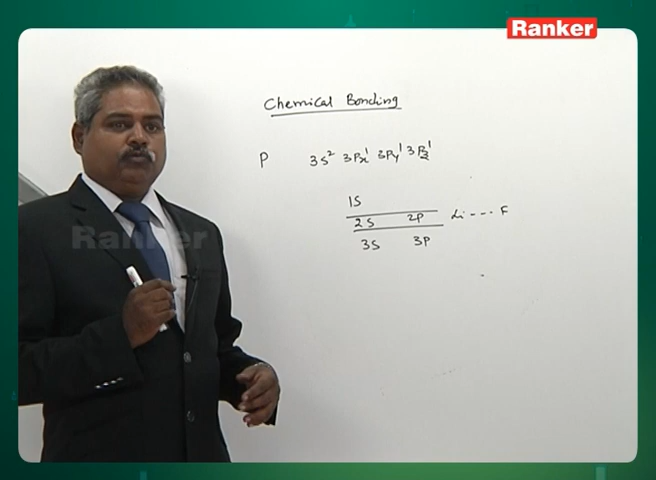 Ranker
Chemical Bonding
P 3S² 3Px¹ 3Py¹ 3Pz¹
1S
2S 2P Li --- F
3S 3P
Ranker